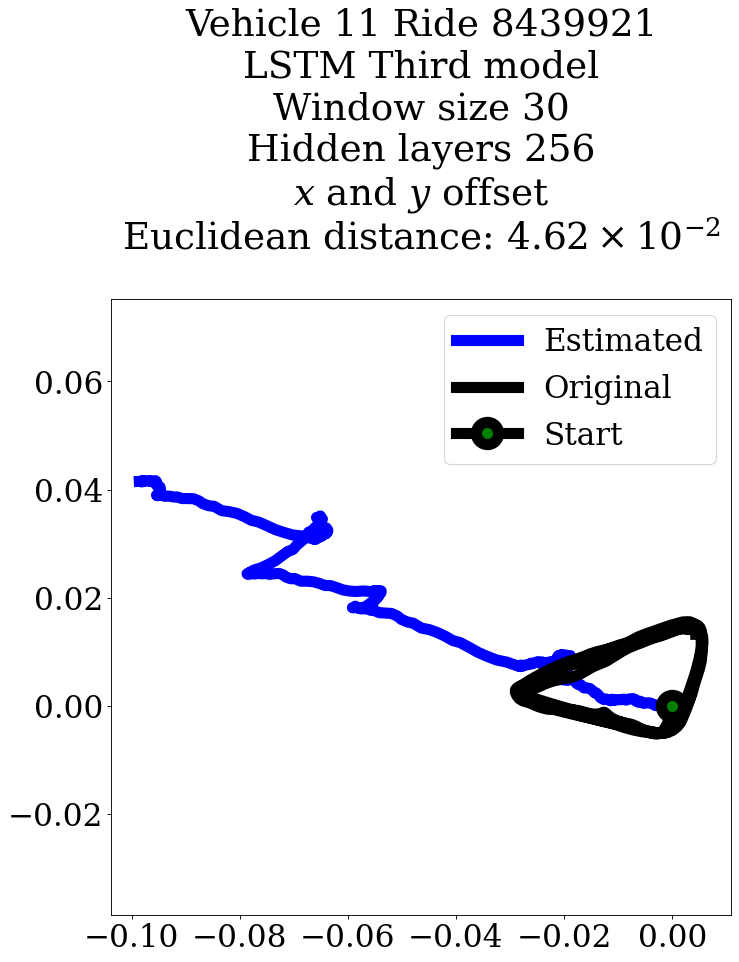 Vehicle 11 Ride 8439921
LSTM Third model
Window size 30
Hidden layers 256
x and y offset
Euclidean distance: 4.62 × 10⁻²
Estimated
Original
Start
0.06
0.04
0.02
0.00
−0.02
−0.10 −0.08 −0.06 −0.04 −0.02 0.00